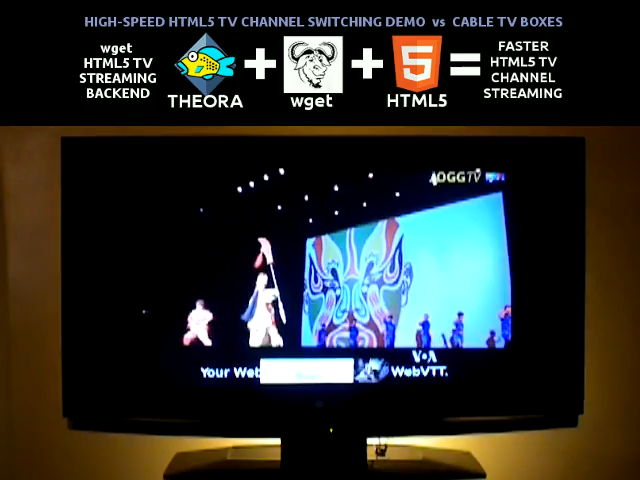 HIGH-SPEED HTML5 TV CHANNEL SWITCHING DEMO vs CABLE TV BOXES
wget
HTML5 TV
STREAMING
BACKEND
THEORA
wget
5
HTML5
FASTER
HTML5 TV
CHANNEL
STREAMING
OGGTV
VOA
Your Web
WebVTT.